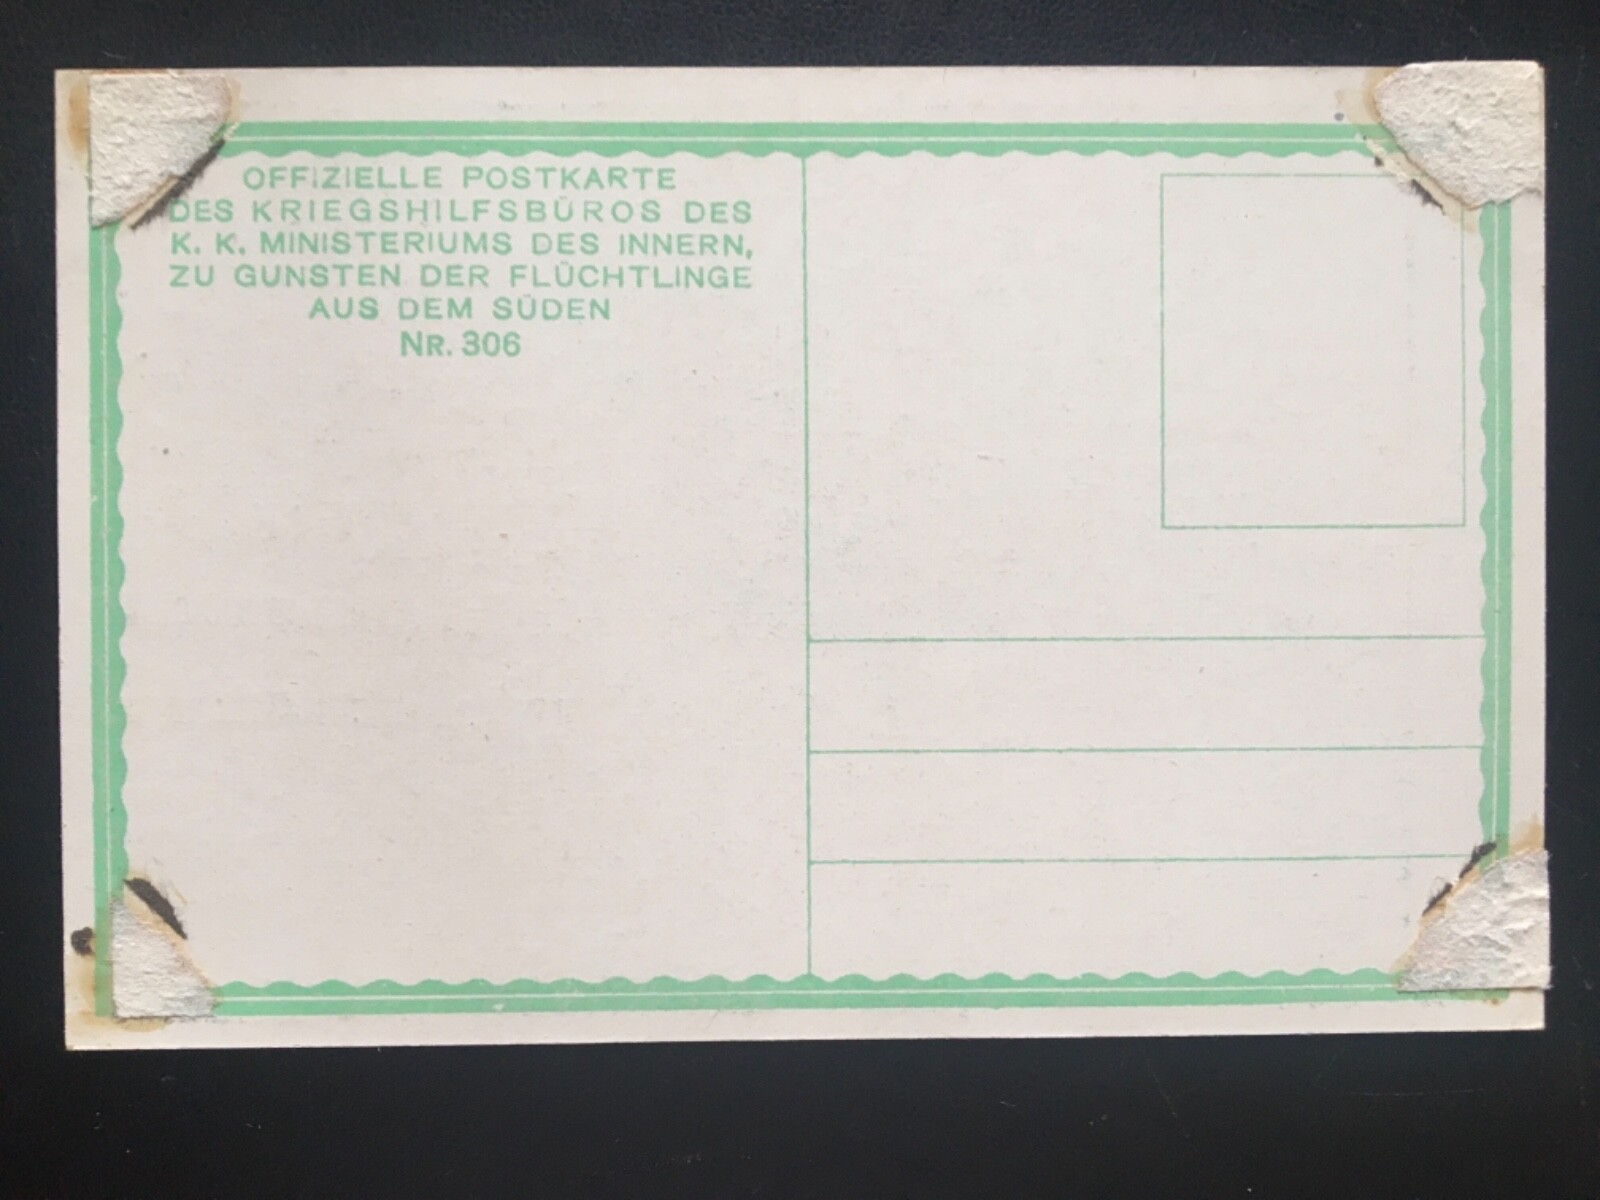 OFFIZIELLE POSTKARTE
DES KRIEGSHILFSBÜROS DES
K. K. MINISTERIUMS DES INNERN,
ZU GUNSTEN DER FLÜCHTLINGE
AUS DEM SÜDEN
NR. 306